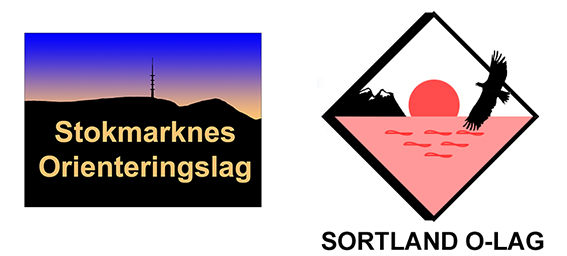 Stokmarknes
Orienteringslag
SORTLAND O-LAG